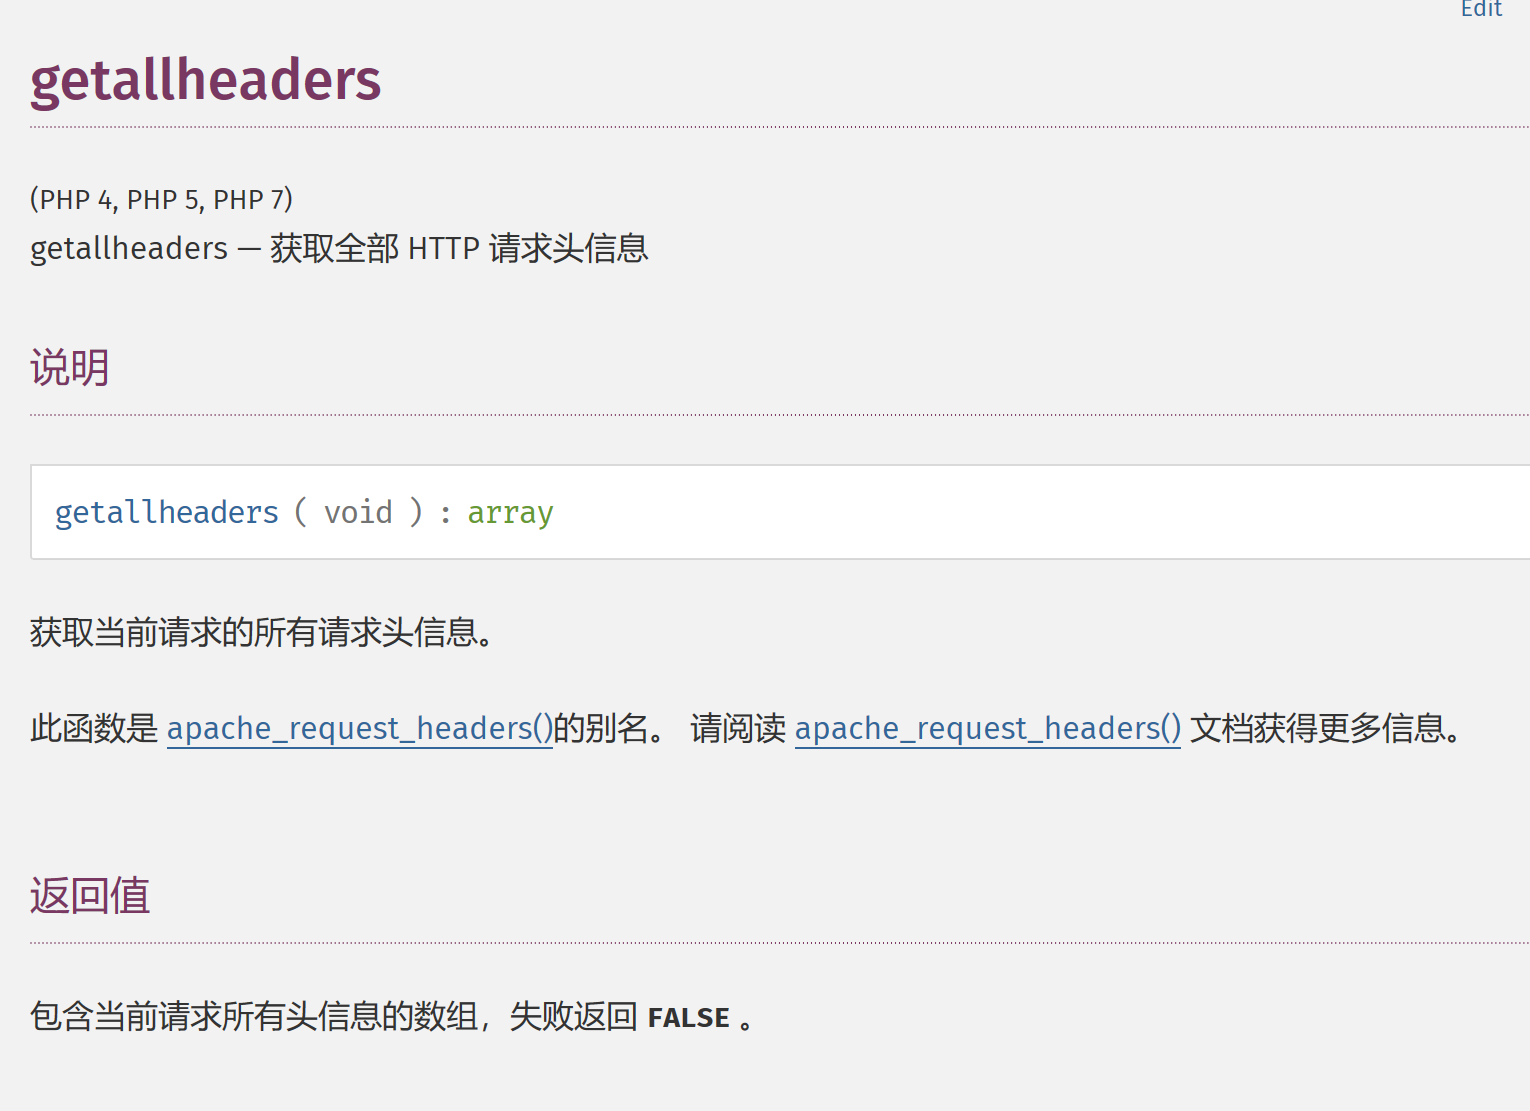 Edit
getallheaders
(PHP 4, PHP 5, PHP 7)
getallheaders — 获取全部 HTTP 请求头信息
说明
getallheaders ( void ) : array
获取当前请求的所有请求头信息。
此函数是 apache_request_headers()的别名。 请阅读 apache_request_headers() 文档获得更多信息。
返回值
包含当前请求所有头信息的数组，失败返回 FALSE 。